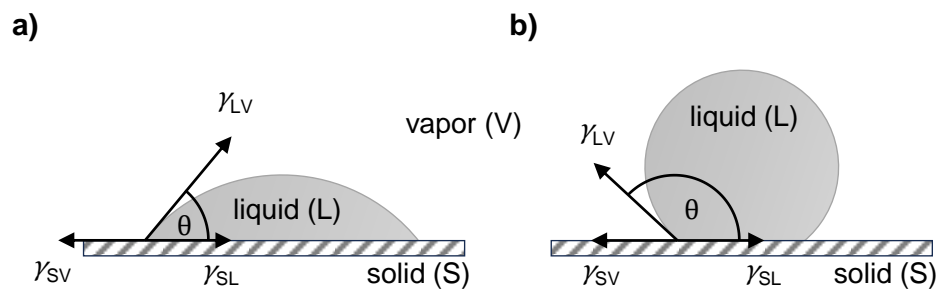 a)
γLV
vapor (V)
liquid (L)
θ
γSV
γSL
solid (S)
b)
liquid (L)
γLV
θ
γSV
γSL
solid (S)